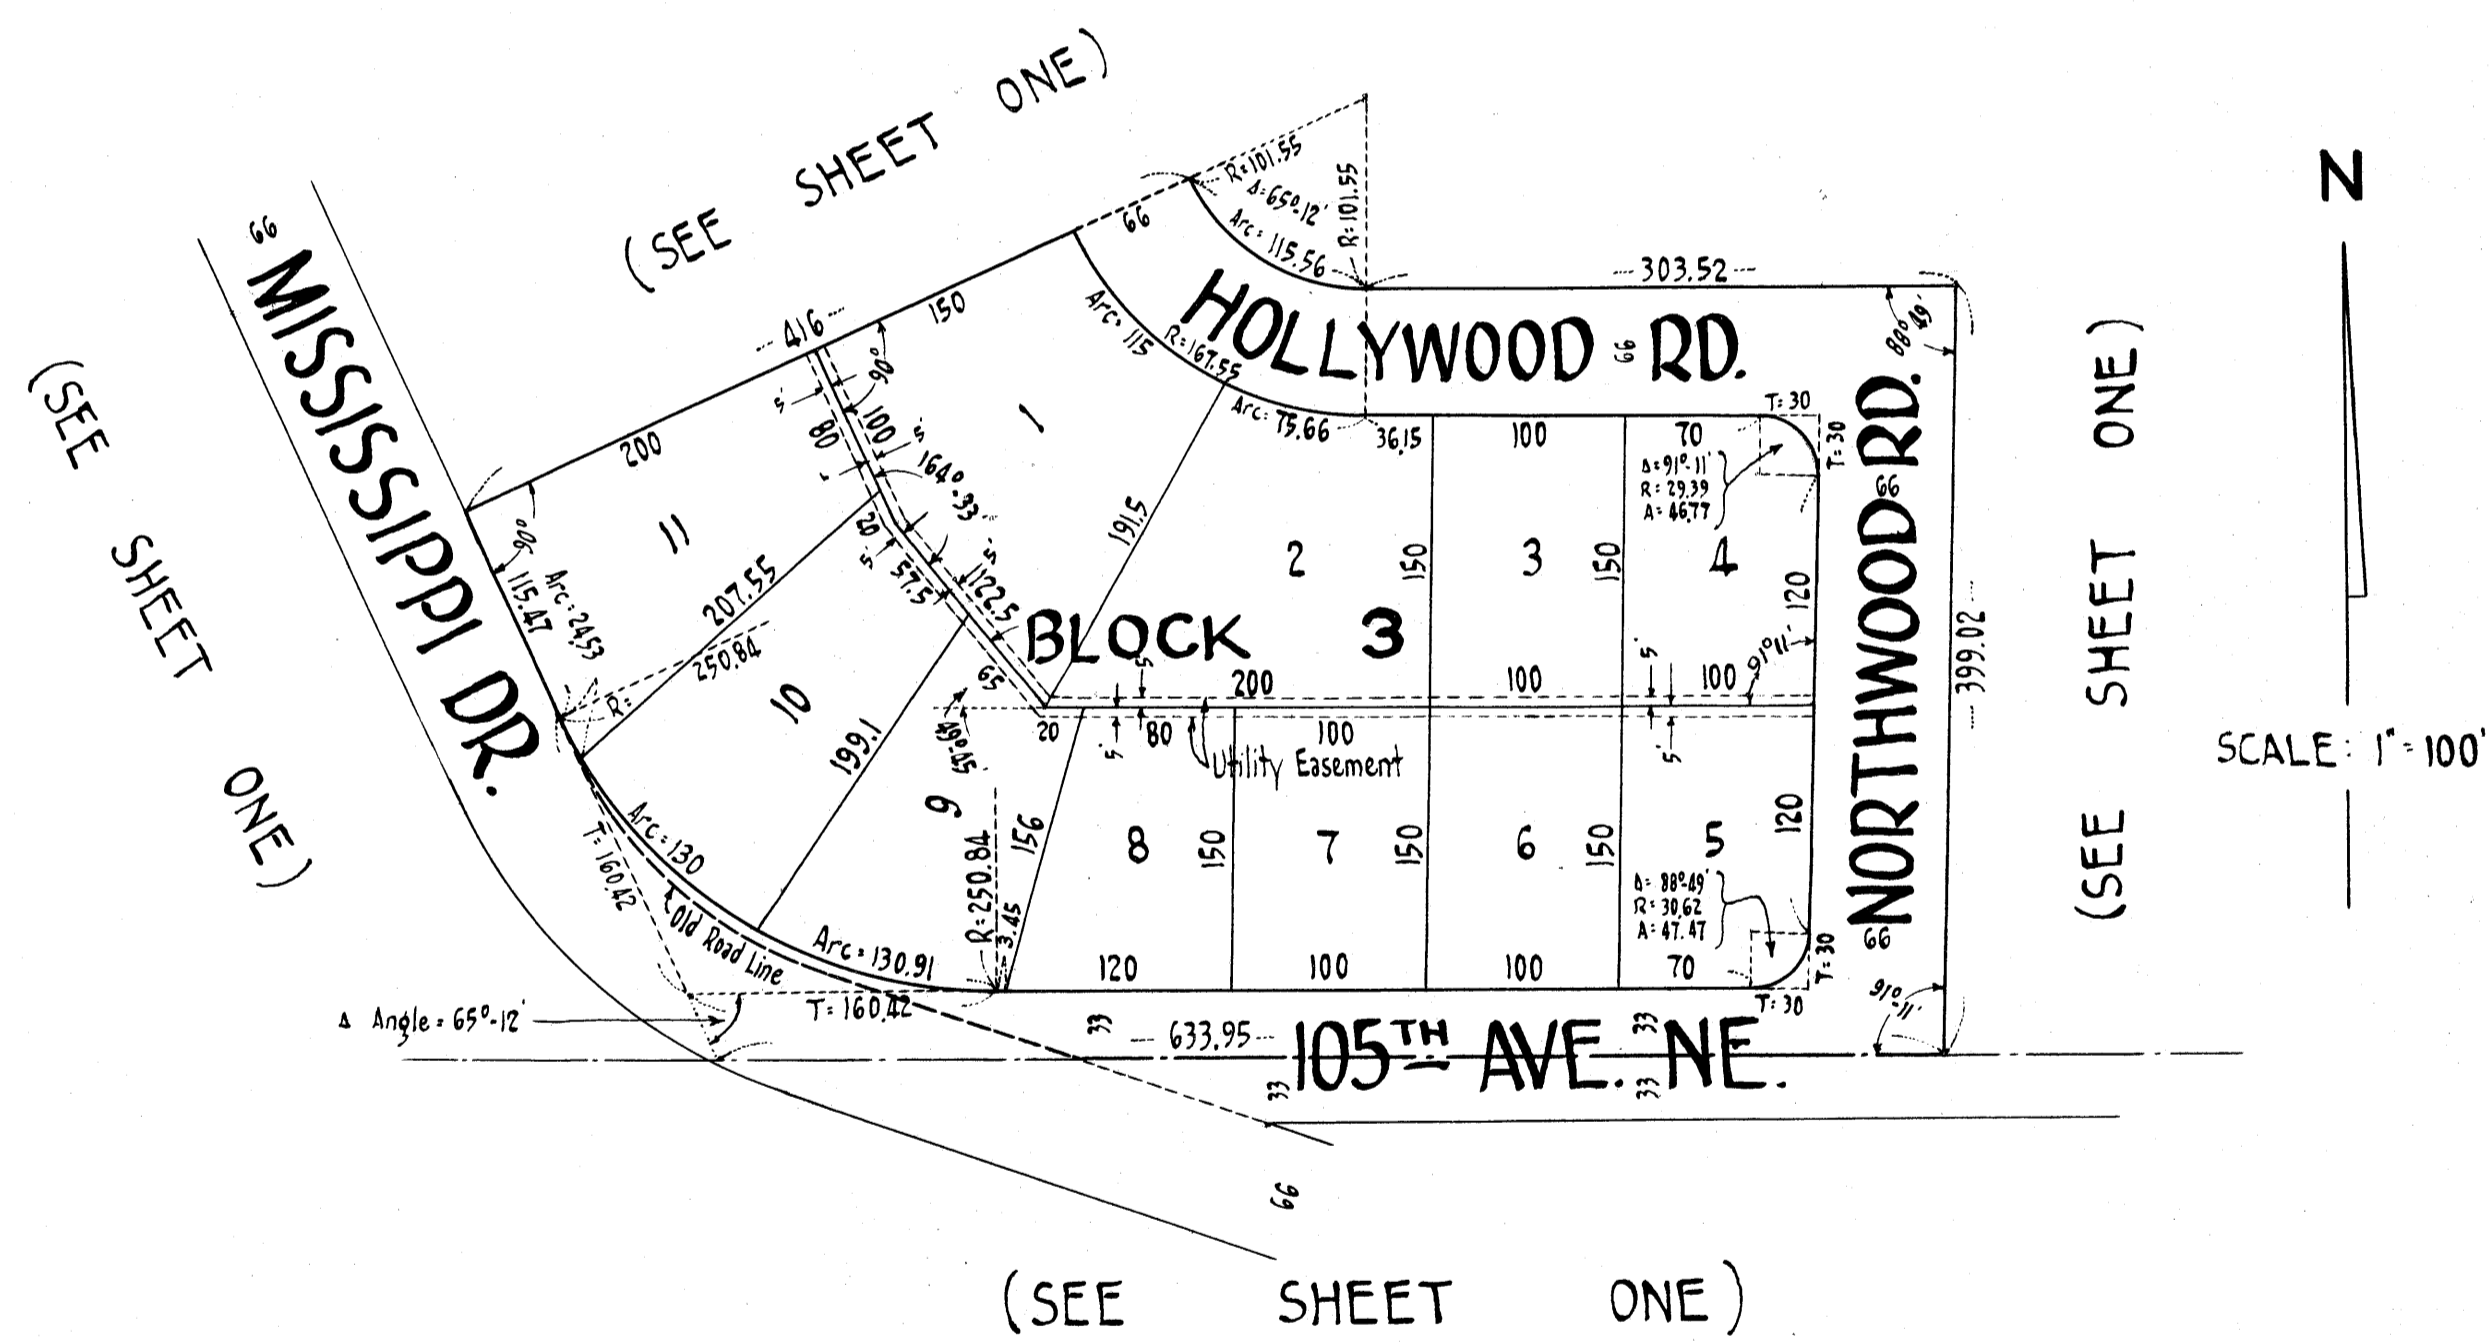 (SEE SHEET ONE)
N
R=101.55
Δ=65°-12'
Arc=115.56
R=101.55
66
66
MISSISSIPPI DR.
--- 303.52 ---
88° 49'
HOLLYWOOD 66 RD.
Arc= 115
R=167.55
Arc= 75.66
36.15
100
70
T=30
T=30
--- 416 ---
150
90°
200
5'
80
100
5'
164°-33'
1
11
90°
115.47
Arc=24.53
207.55
20
5'
57.5
5'
122.5
191.5
2
150
3
150
4
120
Δ=91°-11'
R=29.39
A=46.77
NORTHWOOD RD.
66
66
--- 399.02 ---
(SEE SHEET ONE)
(SEE SHEET ONE)
BLOCK 3
R=
250.84
10
65
5'
200
100
5'
100
91°11'
49°45'
20
5'
80
100
5'
Utility Easement
SCALE: 1"=100'
Arc=130
199.1
9
R=250.84
156
3.45
8
150
7
150
6
150
5
120
Δ= 88°-49'
R= 30.62
A= 47.47
T=160.42
Old Road Line
Arc=130.91
120
100
100
70
T=30
T=30
91°-11'
Δ Angle = 65°-12'
T= 160.42
33
--- 633.95 ---
105TH AVE. NE.
33
33
33
66
(SEE SHEET ONE)